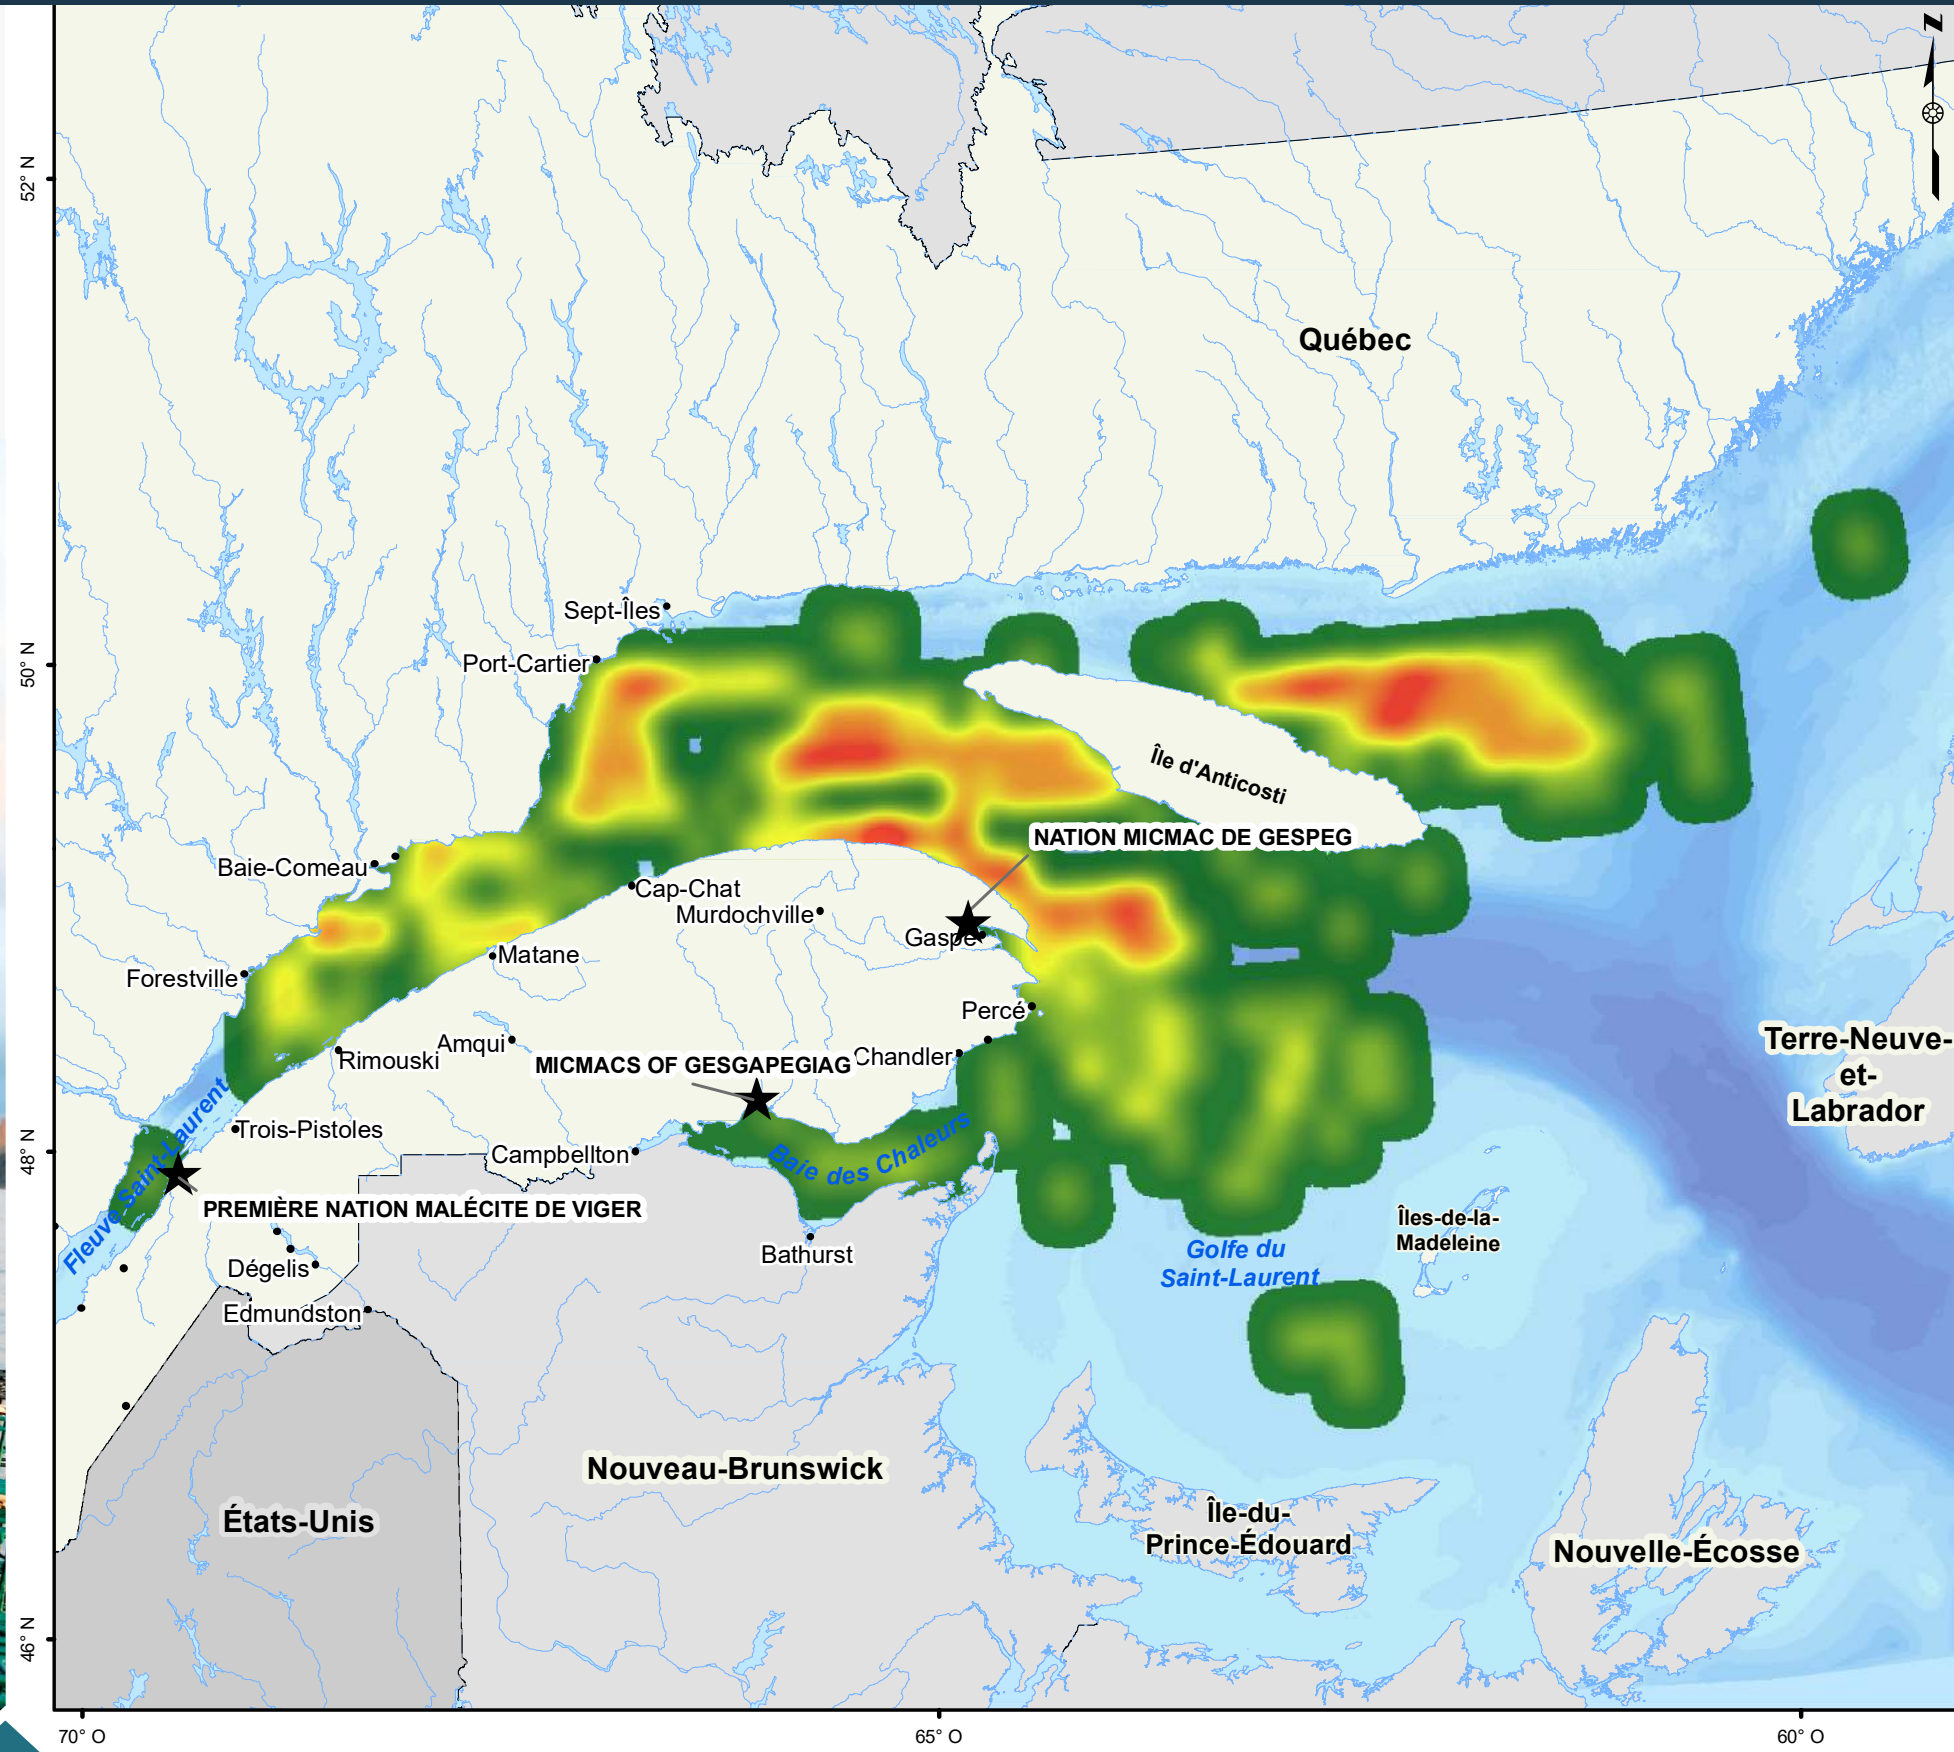 N
52° N
Québec
Sept-Îles
50° N
Port-Cartier
Île d'Anticosti
NATION MICMAC DE GESPEG
Baie-Comeau
Cap-Chat
Murdochville
Gaspé
Matane
Forestville
Percé
Terre-Neuve-
et-
Labrador
Amqui
Rimouski
Chandler
MICMACS OF GESGAPEGIAG
Trois-Pistoles
48° N
Campbellton
Baie des Chaleurs
Fleuve Saint-Laurent
PREMIÈRE NATION MALÉCITE DE VIGER
Îles-de-la-
Madeleine
Bathurst
Golfe du
Saint-Laurent
Dégelis
Edmundston
Nouveau-Brunswick
États-Unis
Île-du-
Prince-Édouard
Nouvelle-Écosse
46° N
70° O
65° O
60° O